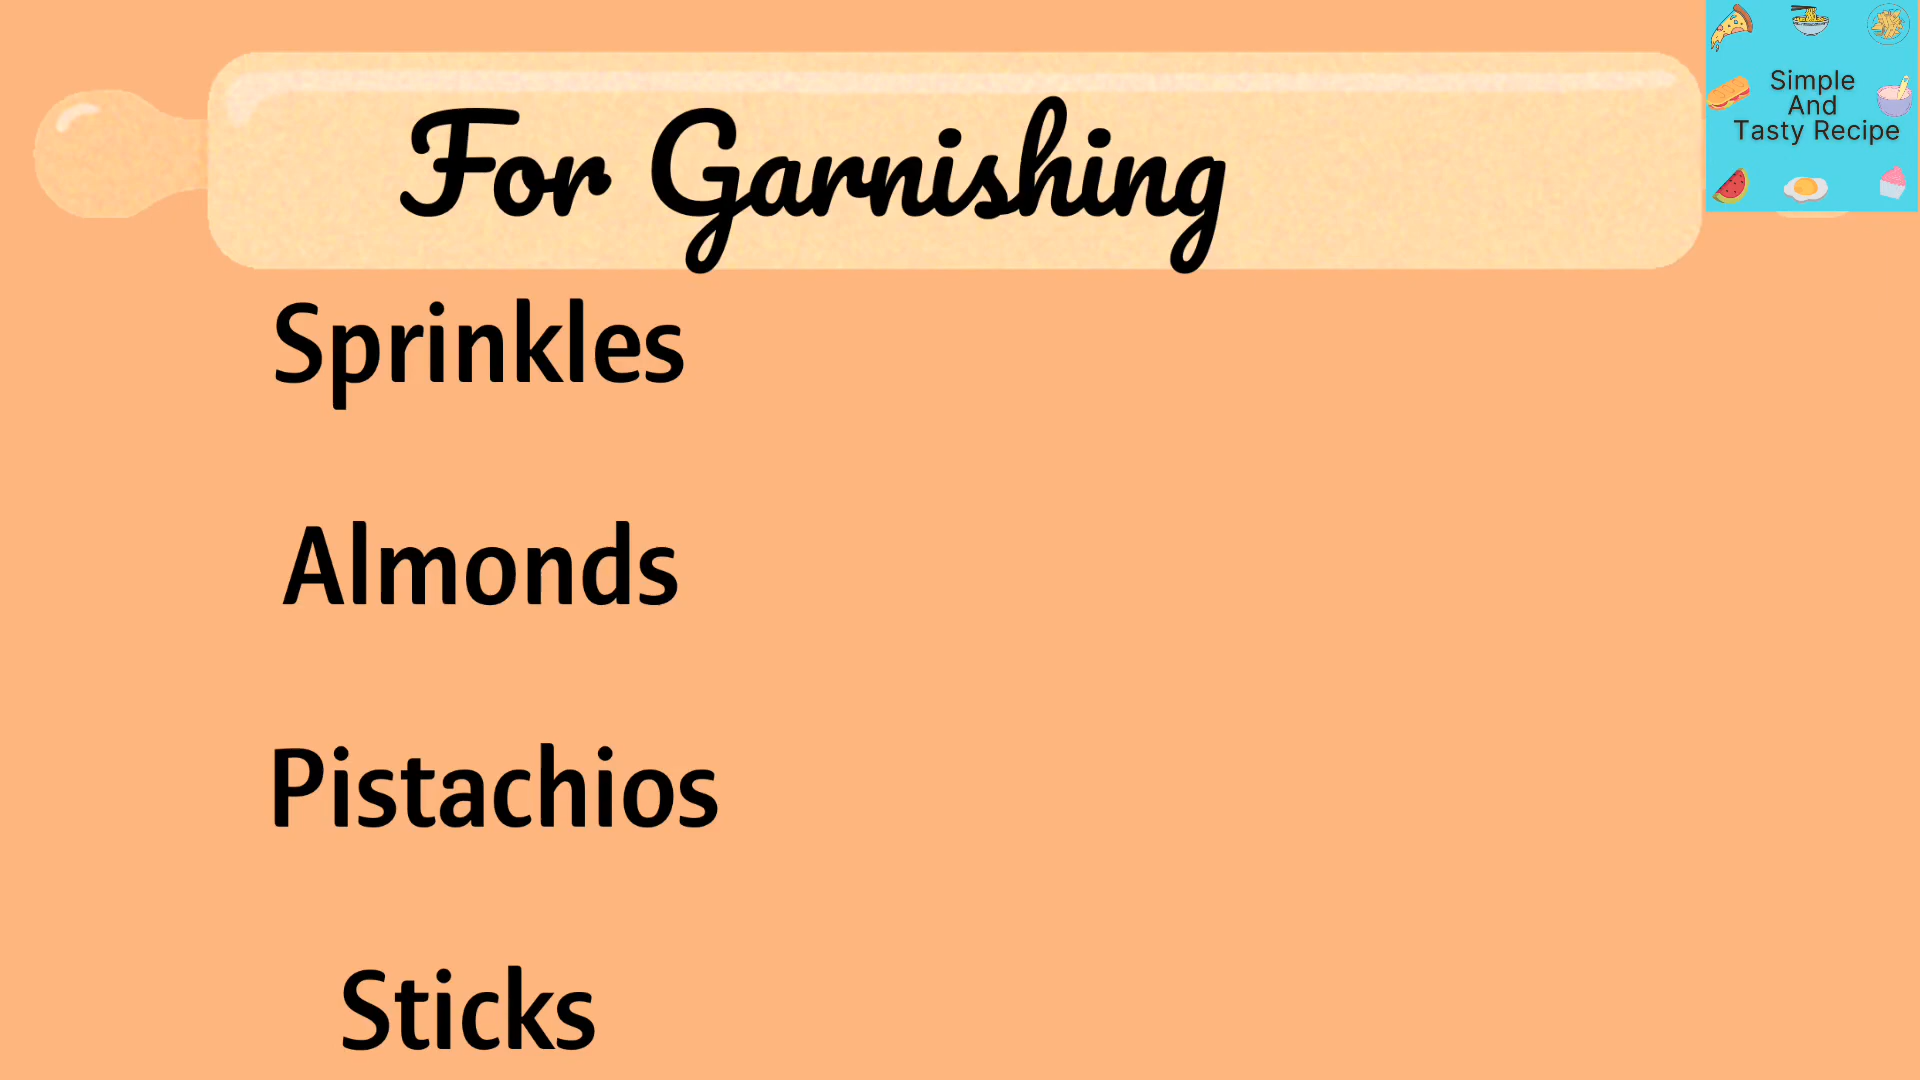 For Garnishing
Simple
And
Tasty Recipe
Sprinkles
Almonds
Pistachios
Sticks